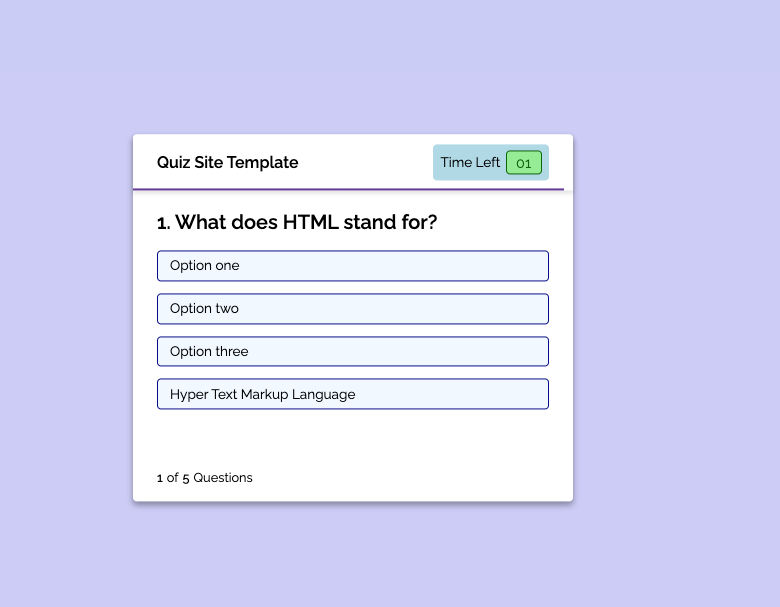 Quiz Site Template
Time Left 01
1. What does HTML stand for?
Option one
Option two
Option three
Hyper Text Markup Language
1 of 5 Questions